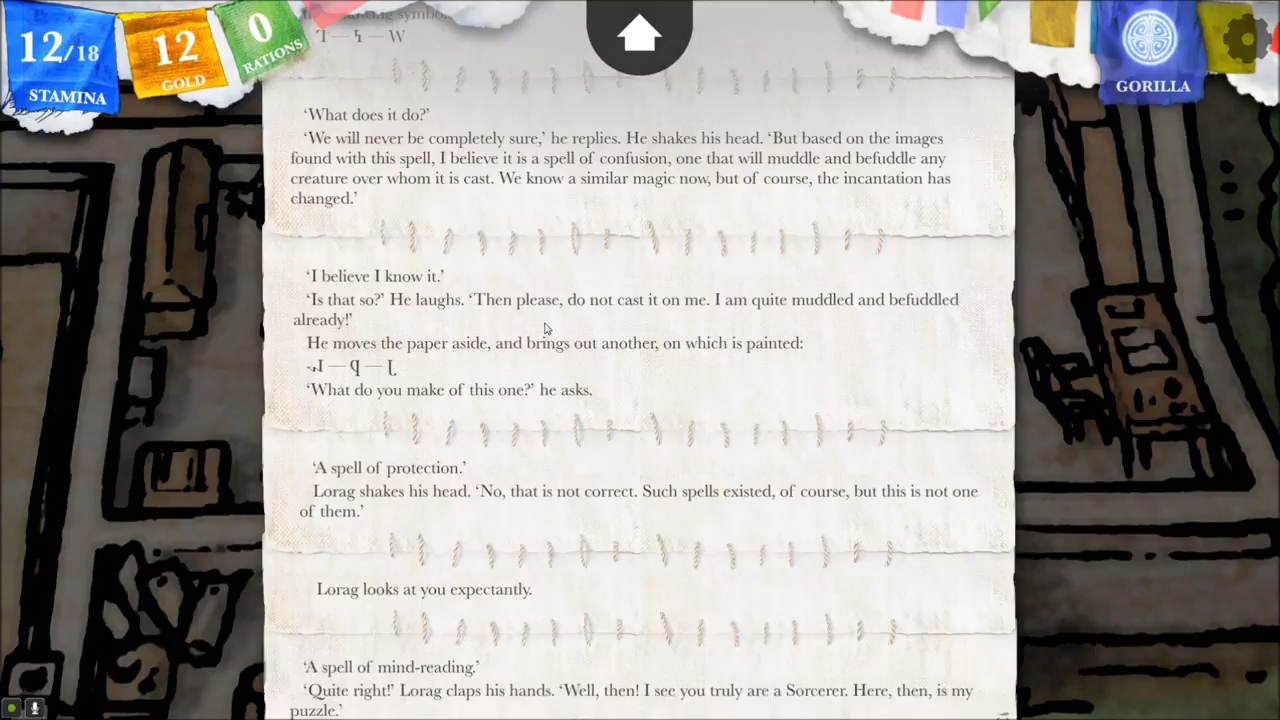 12/18
STAMINA
12
GOLD
0
RATIONS
GORILLA
‘What does it do?’
‘We will never be completely sure,’ he replies. He shakes his head. ‘But based on the images
found with this spell, I believe it is a spell of confusion, one that will muddle and befuddle any
creature over whom it is cast. We know a similar magic now, but of course, the incantation has
changed.’
‘I believe I know it.’
‘Is that so?’ He laughs. ‘Then please, do not cast it on me. I am quite muddled and befuddled
already!’
He moves the paper aside, and brings out another, on which is painted:
‘What do you make of this one?’ he asks.
‘A spell of protection.’
Lorag shakes his head. ‘No, that is not correct. Such spells existed, of course, but this is not one
of them.’
Lorag looks at you expectantly.
‘A spell of mind-reading.’
‘Quite right!’ Lorag claps his hands. ‘Well, then! I see you truly are a Sorcerer. Here, then, is my
puzzle.’